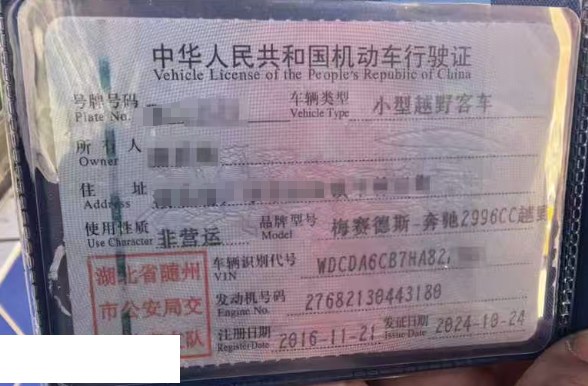 中华人民共和国机动车行驶证
Vehicle License of the People's Republic of China
号牌号码 车辆类型 小型越野客车
Plate No. Vehicle Type
所有人
Owner
住址
Address
使用性质 非营运 品牌型号 梅赛德斯-奔驰2996CC越
Use Character Model
湖北省随州
市公安局交
队
车辆识别代号 WDCDA6CB7HA82
VIN
发动机号码 27682130443180
Engine No.
注册日期 2016-11-21 发证日期 2024-10-24
Register Date Issue Date